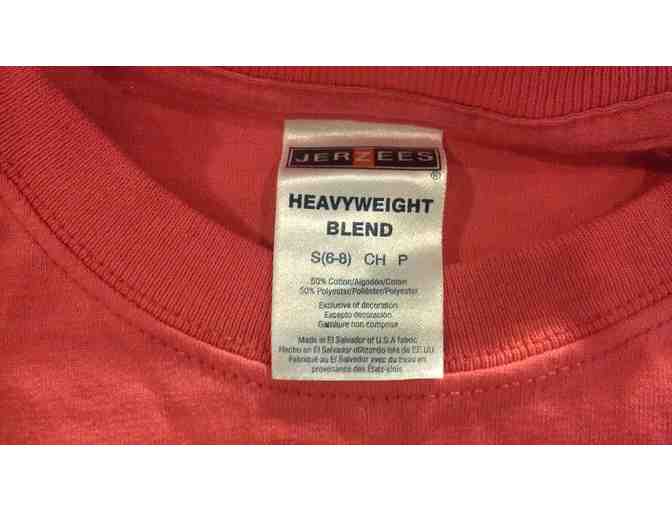 JERZEES
®
HEAVYWEIGHT
BLEND
S(6-8) CH P
50% Cotton/Algodón/Coton
50% Polyester/Poliéster/Polyester
Exclusive of decoration
Excepto decoración
Garniture non comprise
Made in El Salvador of U.S.A fabric
Hecho en El Salvador de EE.UU.
Fabriqué au El Salvador avec du tissu en
provenance des États-Unis